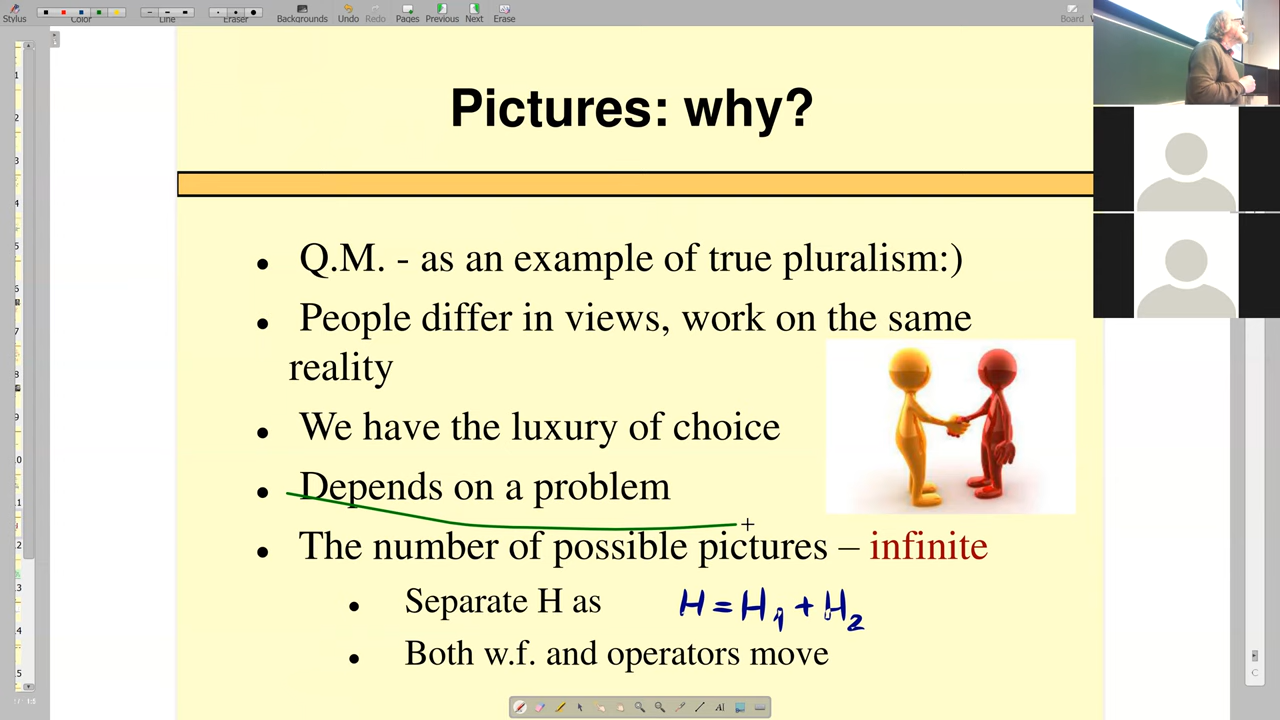 Stylus
Color
Line
Eraser
Backgrounds
Undo
Redo
Pages
Previous
Next
Erase
Board
Pictures: why?
Q.M. - as an example of true pluralism:)
People differ in views, work on the same
reality
We have the luxury of choice
Depends on a problem
The number of possible pictures – infinite
Separate H as H = H1 + H2
Both w.f. and operators move